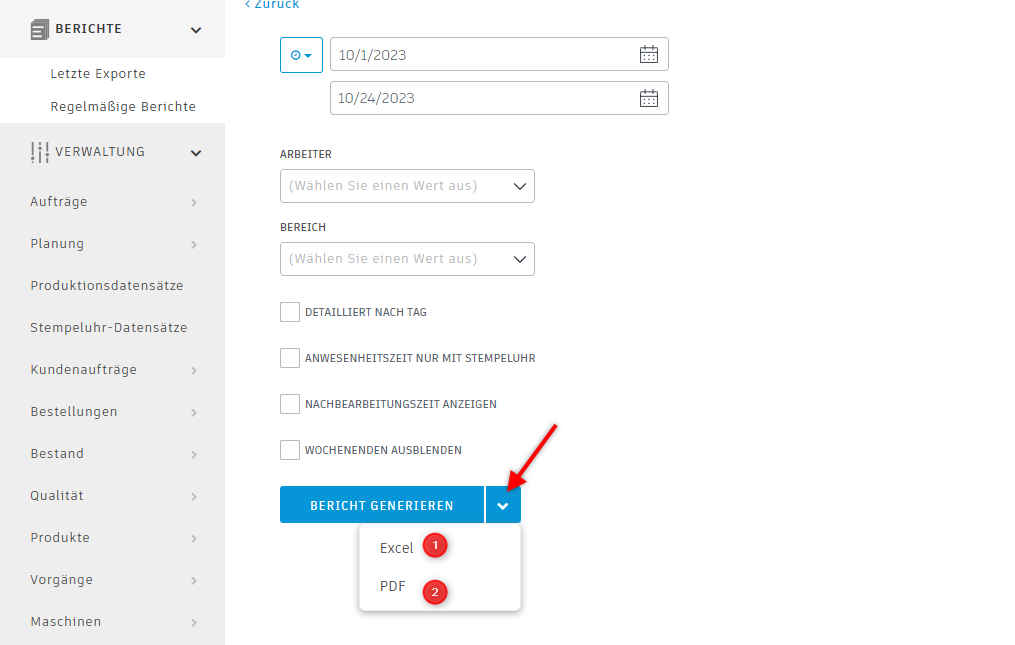 BERICHTE
Letzte Exporte
Regelmäßige Berichte
VERWALTUNG
Aufträge
Planung
Produktionsdatensätze
Stempeluhr-Datensätze
Kundenaufträge
Bestellungen
Bestand
Qualität
Produkte
Vorgänge
Maschinen
< Zurück
10/1/2023
10/24/2023
ARBEITER
(Wählen Sie einen Wert aus)
BEREICH
(Wählen Sie einen Wert aus)
DETAILLIERT NACH TAG
ANWESENHEITSZEIT NUR MIT STEMPELUHR
NACHBEARBEITUNGSZEIT ANZEIGEN
WOCHENENDEN AUSBLENDEN
BERICHT GENERIEREN
Excel 1
PDF 2